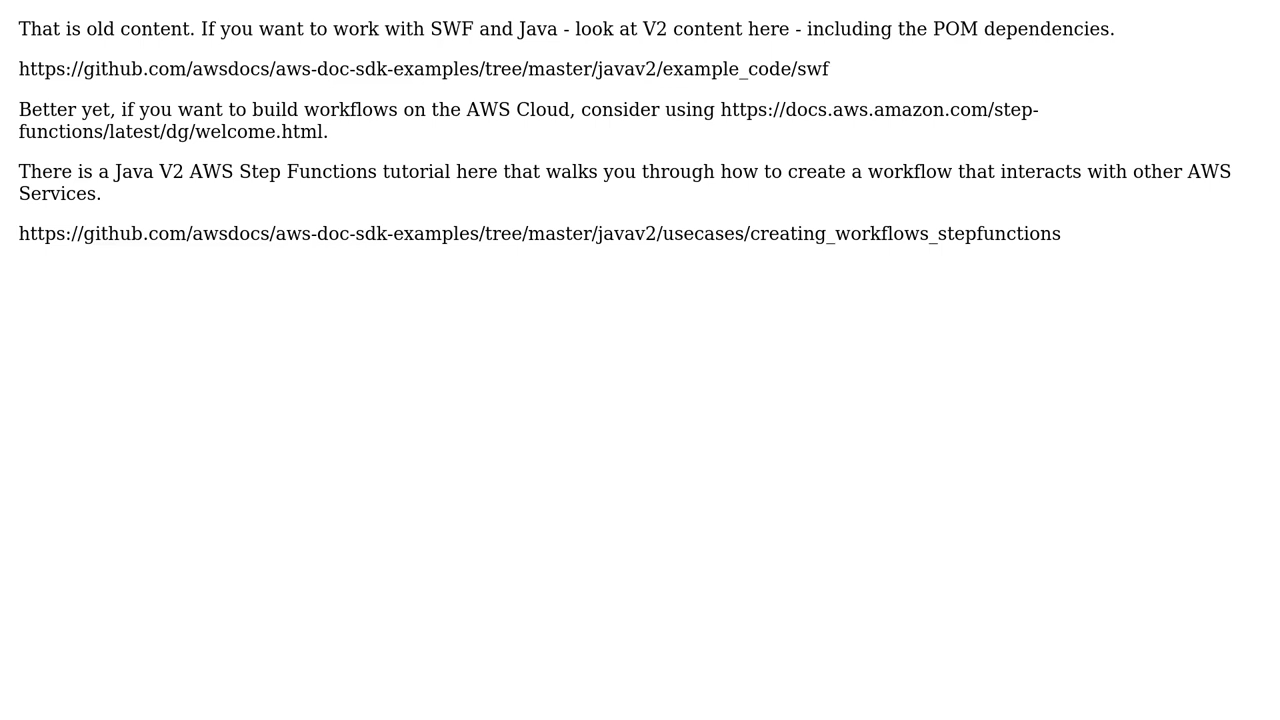 That is old content. If you want to work with SWF and Java - look at V2 content here - including the POM dependencies.
https://github.com/awsdocs/aws-doc-sdk-examples/tree/master/javav2/example_code/swf
Better yet, if you want to build workflows on the AWS Cloud, consider using https://docs.aws.amazon.com/step-
functions/latest/dg/welcome.html.
There is a Java V2 AWS Step Functions tutorial here that walks you through how to create a workflow that interacts with other AWS
Services.
https://github.com/awsdocs/aws-doc-sdk-examples/tree/master/javav2/usecases/creating_workflows_stepfunctions